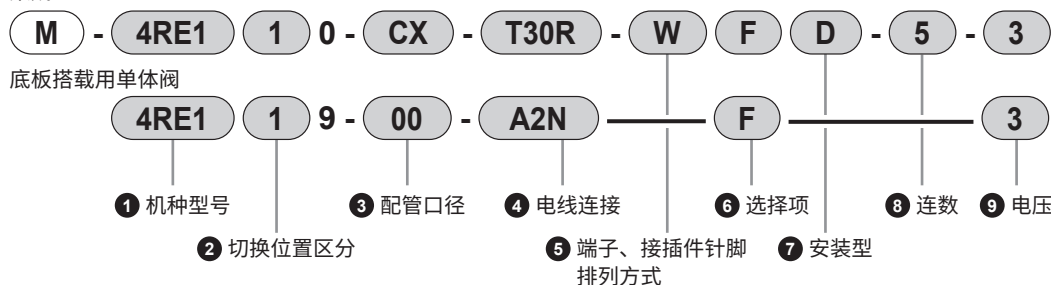 M - 4RE1 1 0 - CX - T30R - W F D - 5 - 3
底板搭载用单体阀
4RE1 1 9 - 00 - A2N F 3
1 机种型号 3 配管口径 4 电线连接 6 选择项 8 连数 9 电压
2 切换位置区分 5 端子、接插件针脚 7 安装型
排列方式